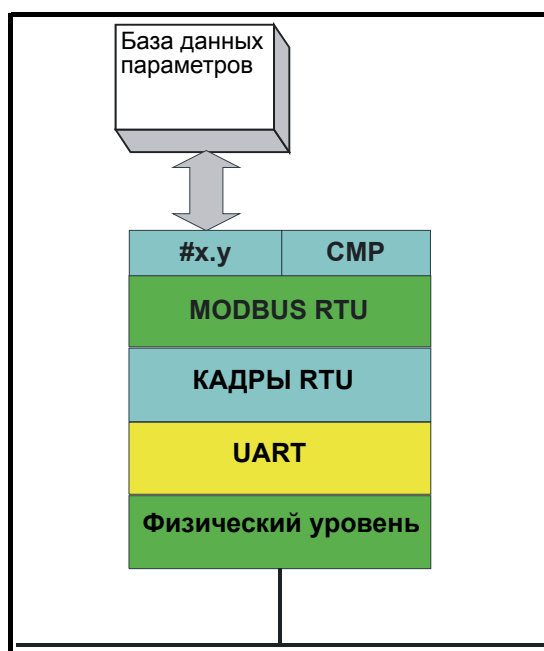 База данных
параметров
#x.y
CMP
MODBUS RTU
КАДРЫ RTU
UART
Физический уровень